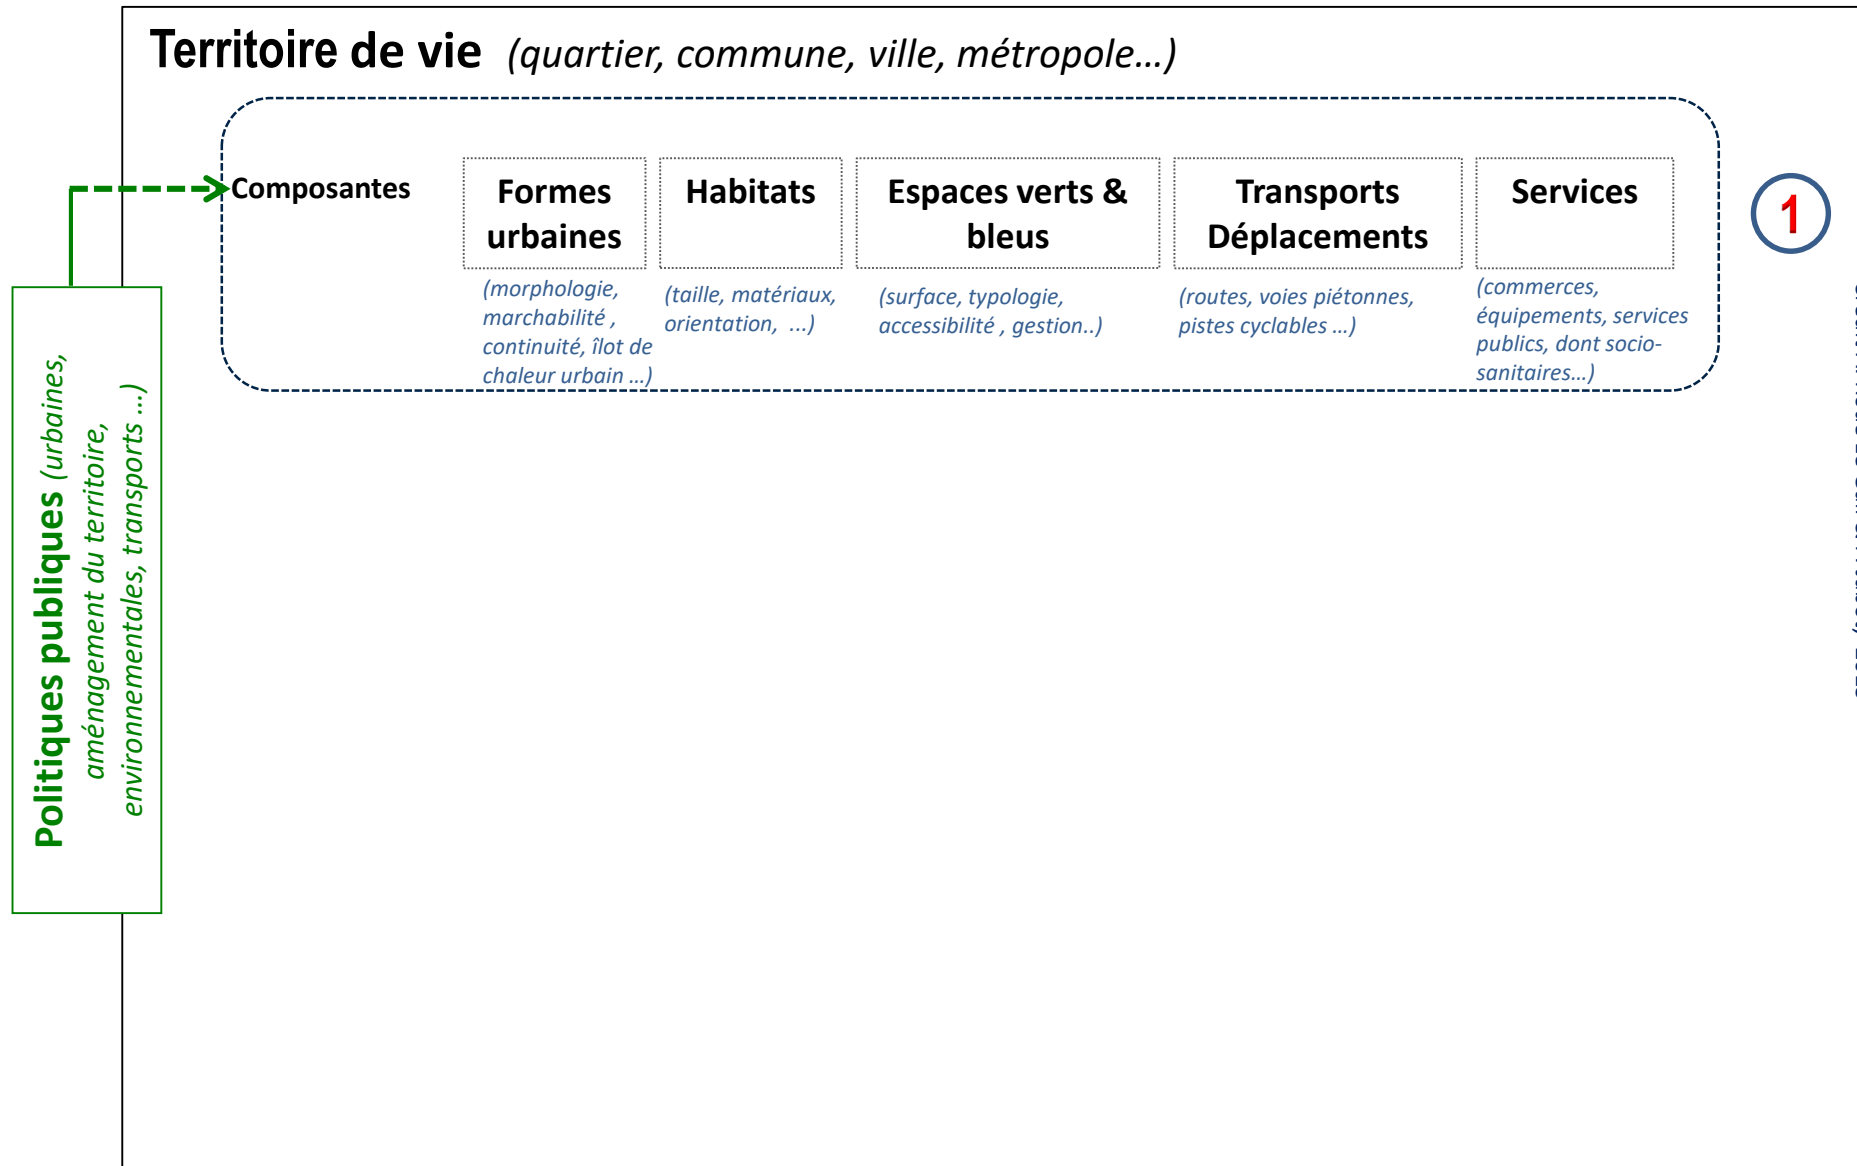 Territoire de vie (quartier, commune, ville, métropole...)
Composantes
Formes
urbaines
(morphologie,
marchabilité ,
continuité, îlot de
chaleur urbain ...)
Habitats
(taille, matériaux,
orientation, ...)
Espaces verts &
bleus
(surface, typologie,
accessibilité , gestion..)
Transports
Déplacements
(routes, voies piétonnes,
pistes cyclables ...)
Services
(commerces,
équipements, services
publics, dont socio-
sanitaires...)
1
Politiques publiques (urbaines,
aménagement du territoire,
environnementales, transports ...)